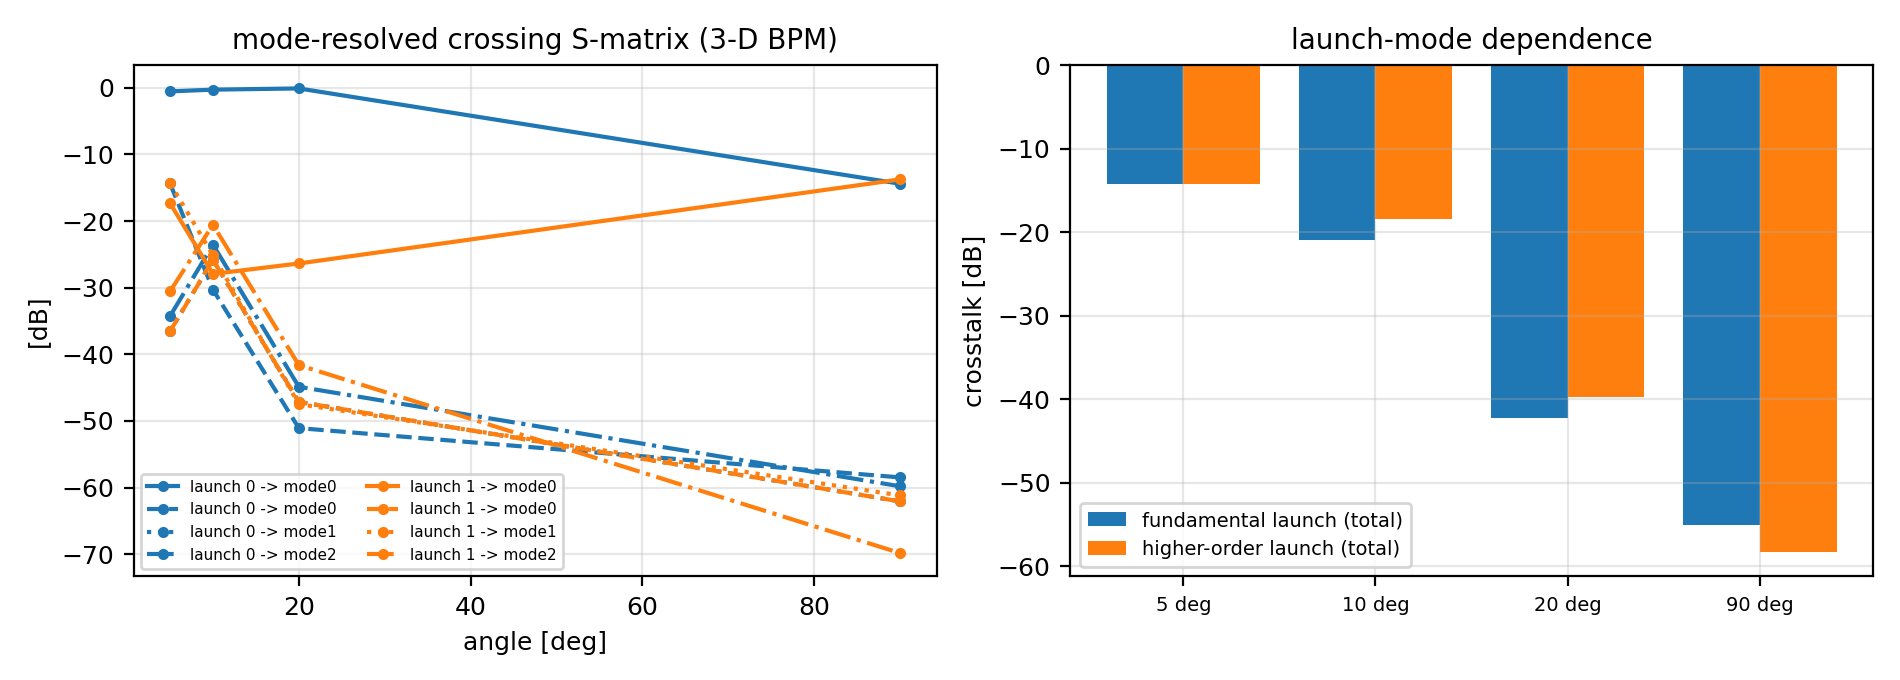 mode-resolved crossing S-matrix (3-D BPM)
[dB]
0
−10
−20
−30
−40
−50
−60
−70
launch 0 -> mode0
launch 0 -> mode0
launch 0 -> mode1
launch 0 -> mode2
launch 1 -> mode0
launch 1 -> mode0
launch 1 -> mode1
launch 1 -> mode2
20
40
60
80
angle [deg]
launch-mode dependence
crosstalk [dB]
0
−10
−20
−30
−40
−50
−60
fundamental launch (total)
higher-order launch (total)
5 deg
10 deg
20 deg
90 deg